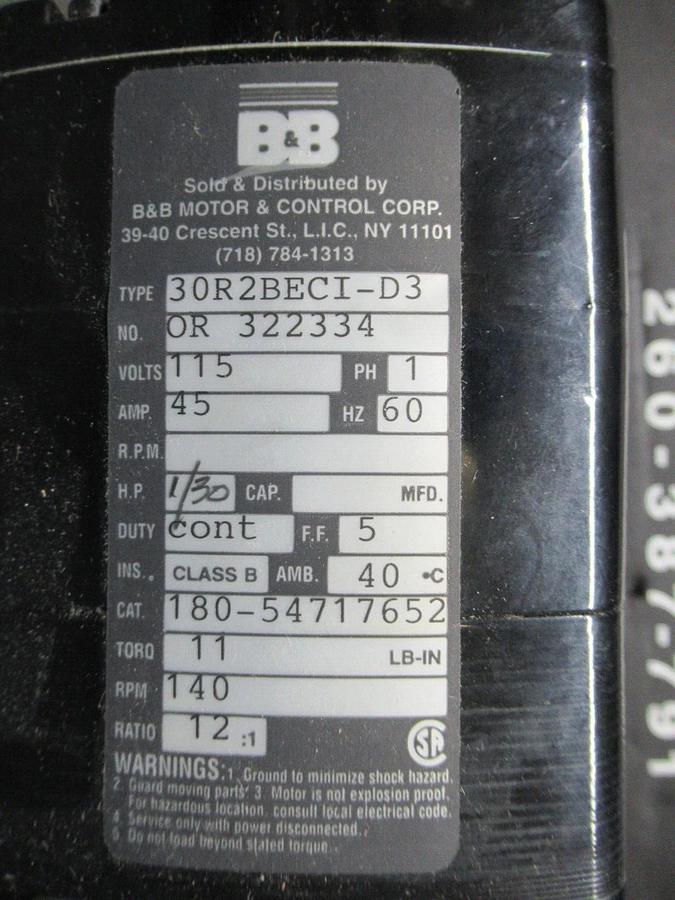 B&B
Sold & Distributed by
B&B MOTOR & CONTROL CORP.
39-40 Crescent St., L.I.C., NY 11101
(718) 784-1313
TYPE 30R2BECI-D3
NO. OR 322334
VOLTS 115 PH 1
AMP. 45 HZ 60
R.P.M.
H.P. 1/30 CAP. MFD.
DUTY cont F.F. 5
INS. CLASS B AMB. 40 °C
CAT. 180-54717652
TORQ 11 LB-IN
RPM 140
RATIO 12 :1
SA
WARNINGS: 1. Ground to minimize shock hazard.
2. Guard moving parts 3. Motor is not explosion proof.
For hazardous location, consult local electrical code.
4 Service only with power disconnected.
5. Do not load beyond stated torque.
260-387-791